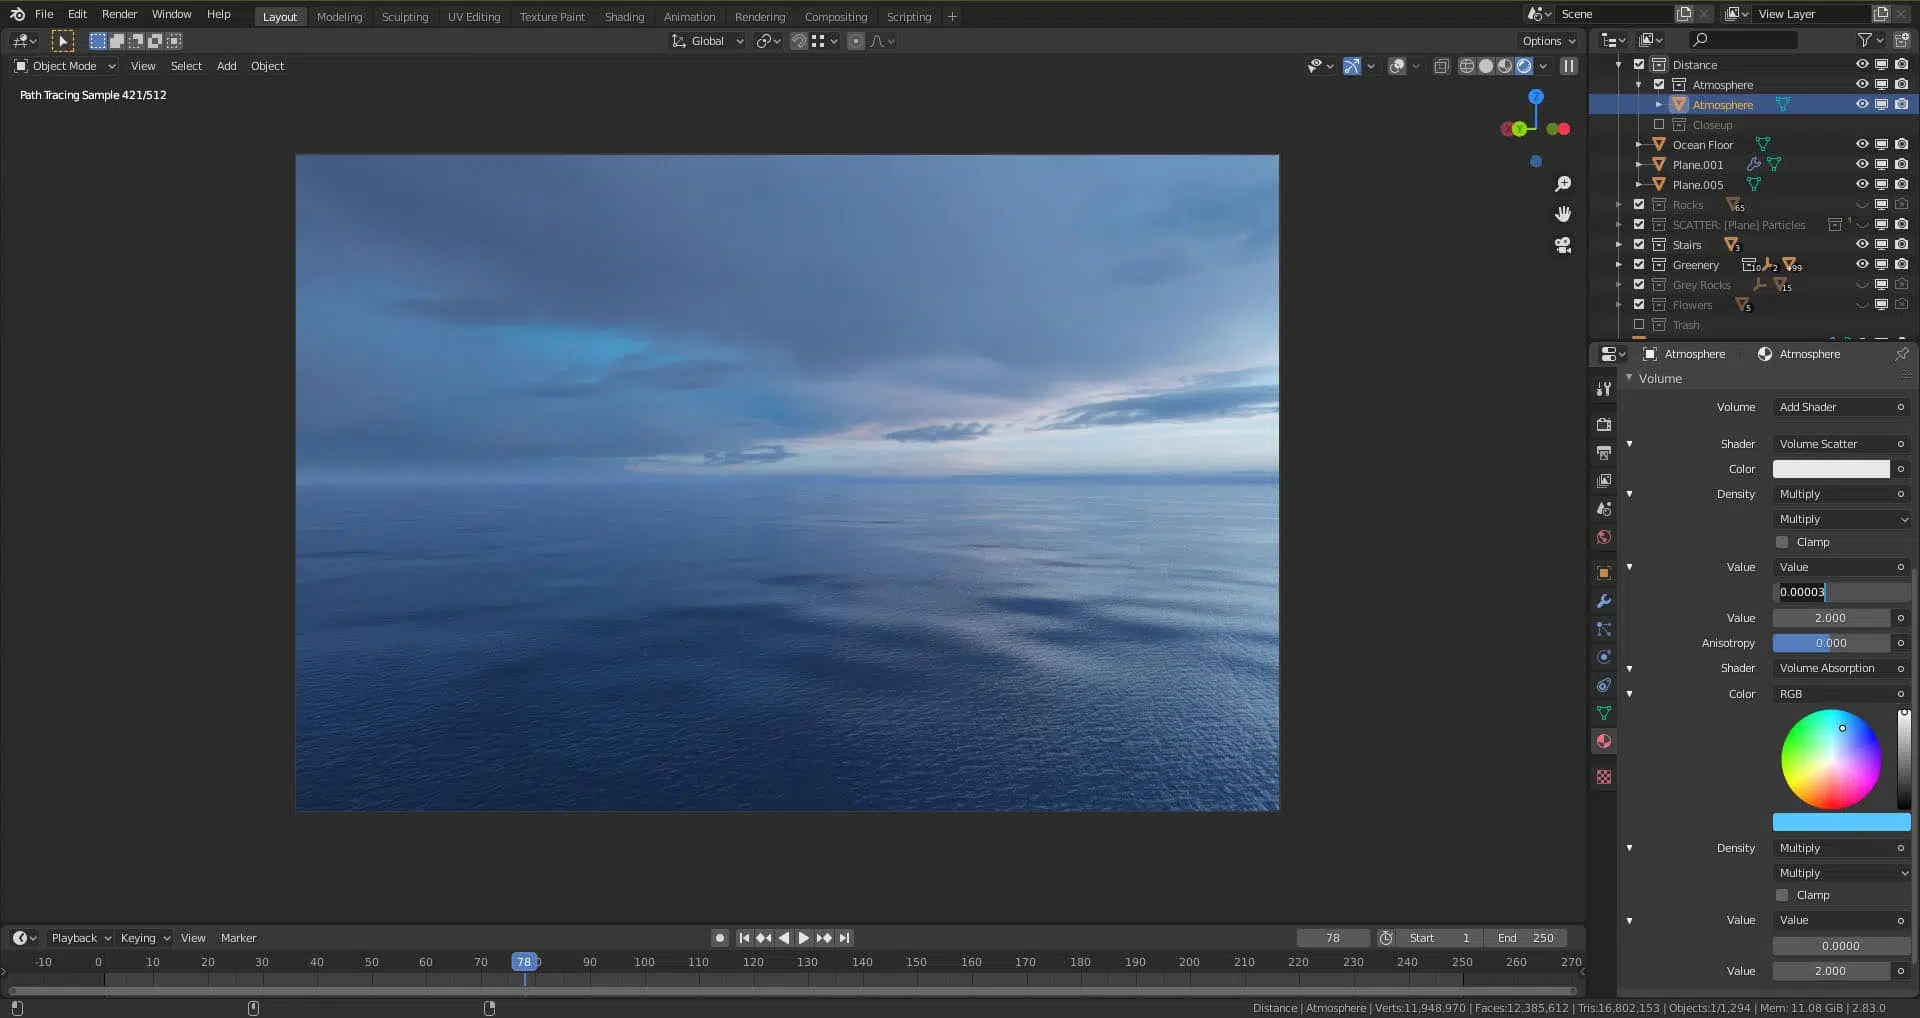 File Edit Render Window Help Layout Modeling Sculpting UV Editing Texture Paint Shading Animation Rendering Compositing Scripting + Scene View Layer
Global Options
Object Mode View Select Add Object
Path Tracing Sample 421/512
Z
X Y
Distance
Atmosphere
Atmosphere
Closeup
Ocean Floor
Plane.001
Plane.005
Rocks 65
SCATTER: [Plane] Particles
Stairs 3
Greenery 10 2 499
Grey Rocks 15
Flowers 5
Trash
Atmosphere Atmosphere
Volume
Volume Add Shader
Shader Volume Scatter
Color
Density Multiply
Multiply
Clamp
Value Value
0.00003
Value 2.000
Anisotropy 0.000
Shader Volume Absorption
Color RGB
Density Multiply
Multiply
Clamp
Value Value
0.0000
Value 2.000
Playback Keying View Marker 78 Start 1 End 250
-10 0 10 20 30 40 50 60 70 78 90 100 110 120 130 140 150 160 170 180 190 200 210 220 230 240 250 260 270
Distance | Atmosphere | Verts:11,948,970 | Faces:12,385,612 | Tris:16,802,153 | Objects:1/1,294 | Mem: 11.08 GiB | 2.83.0